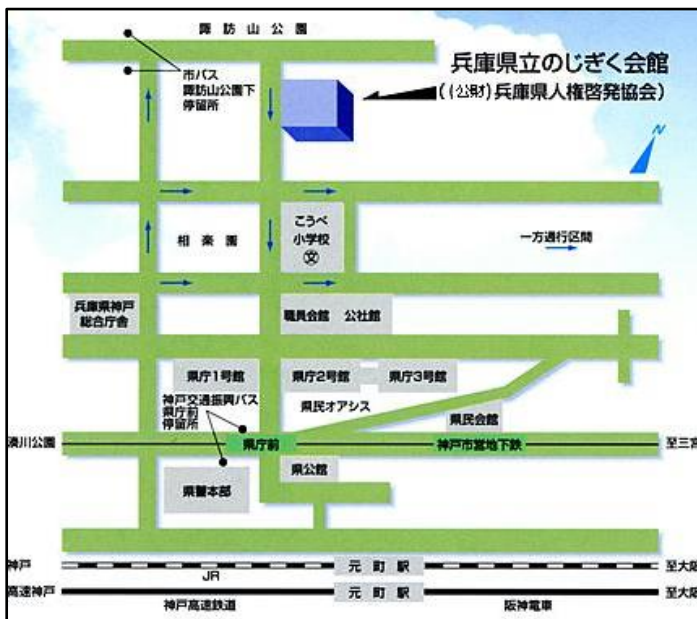 諏訪山公園
市バス
諏訪山公園下
停留所
兵庫県立のじぎく会館
((公財)兵庫県人権啓発協会)
N
相楽園
こうべ
小学校
文
一方通行区間
兵庫県神戸
総合庁舎
職員会館 公社館
県庁1号館
県庁2号館
県庁3号館
神戸交通振興バス
県庁前
停留所
県民オアシス
県民会館
湊川公園
県庁前
神戸市営地下鉄
至三宮
県公館
県警本部
神戸
JR
元町駅
至大阪
高速神戸
神戸高速鉄道
元町駅
阪神電車
至大阪